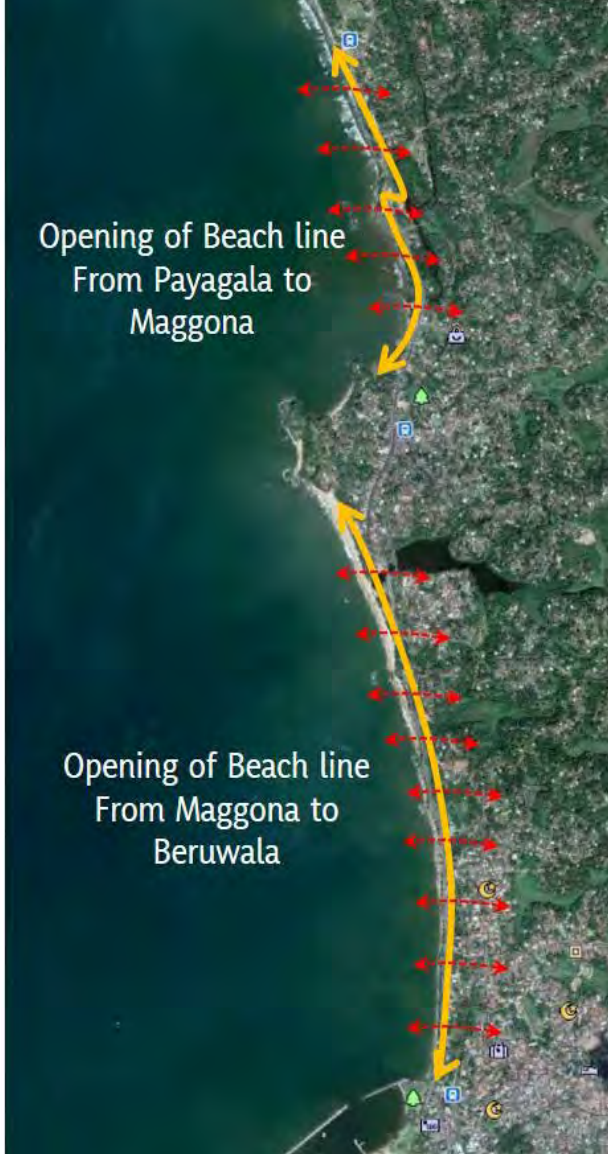 Opening of Beach line
From Payagala to
Maggona
Opening of Beach line
From Maggona to
Beruwala